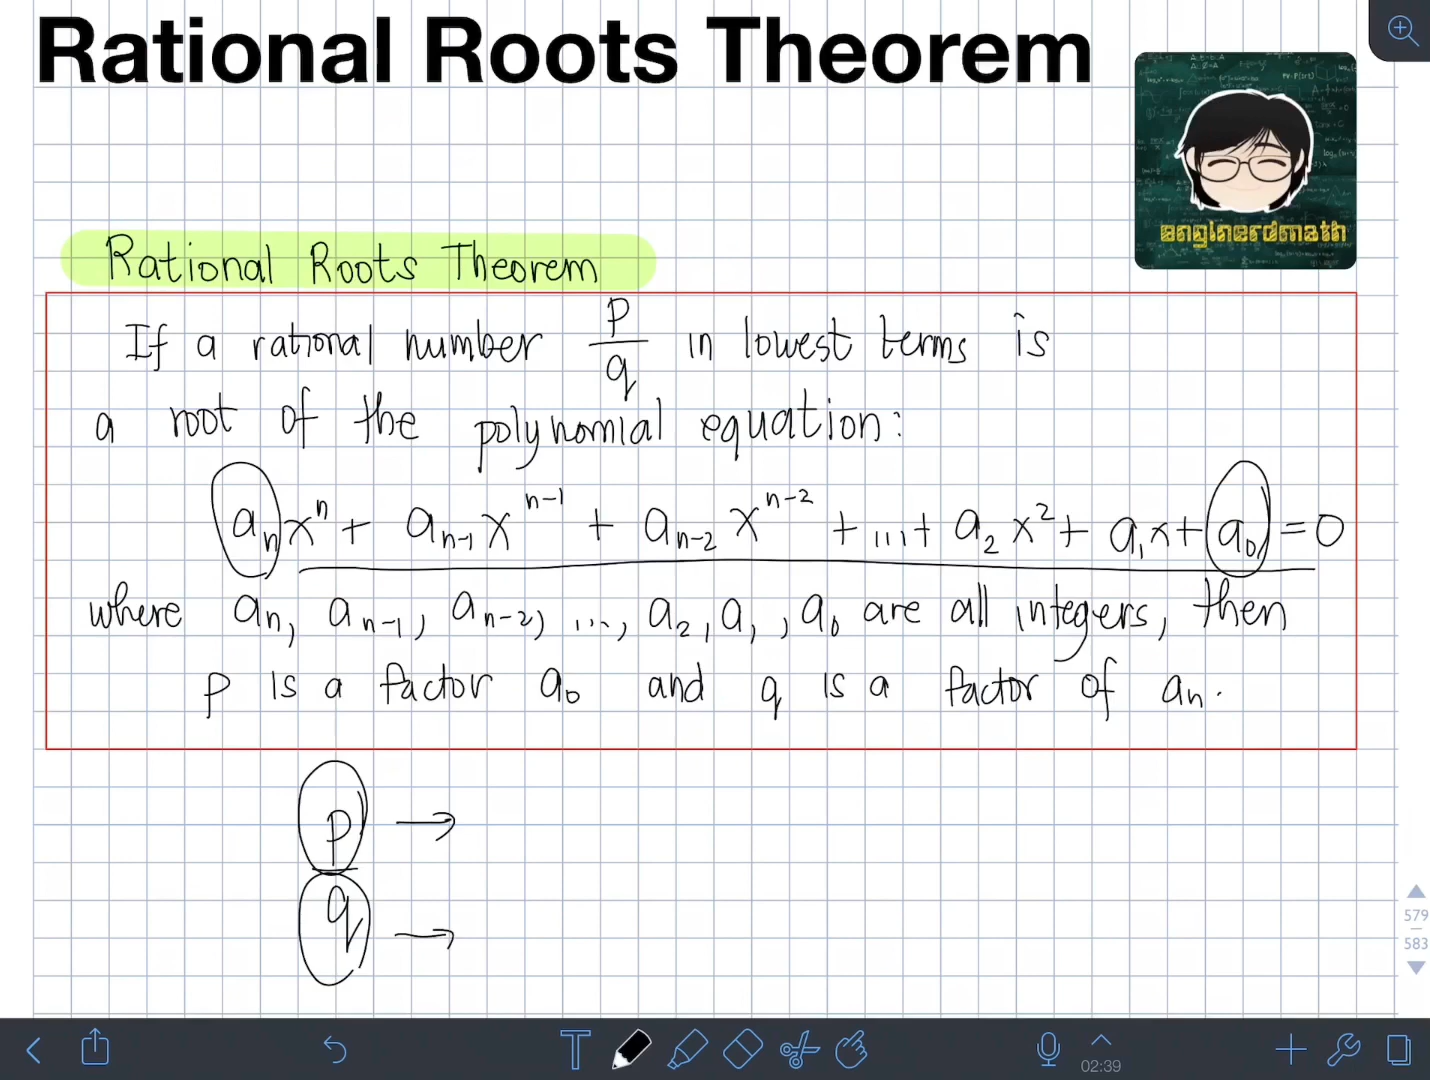 Rational Roots Theorem
enginerdmath
Rational Roots Theorem
If a rational number p/q in lowest terms is
a root of the polynomial equation:
aₙxⁿ + aₙ₋₁xⁿ⁻¹ + aₙ₋₂xⁿ⁻² + ... + a₂x² + a₁x + a₀ = 0
where aₙ, aₙ₋₁, aₙ₋₂, ..., a₂, a₁, a₀ are all integers, then
p is a factor a₀ and q is a factor of aₙ.
p →
q →
579
583
T
02:39